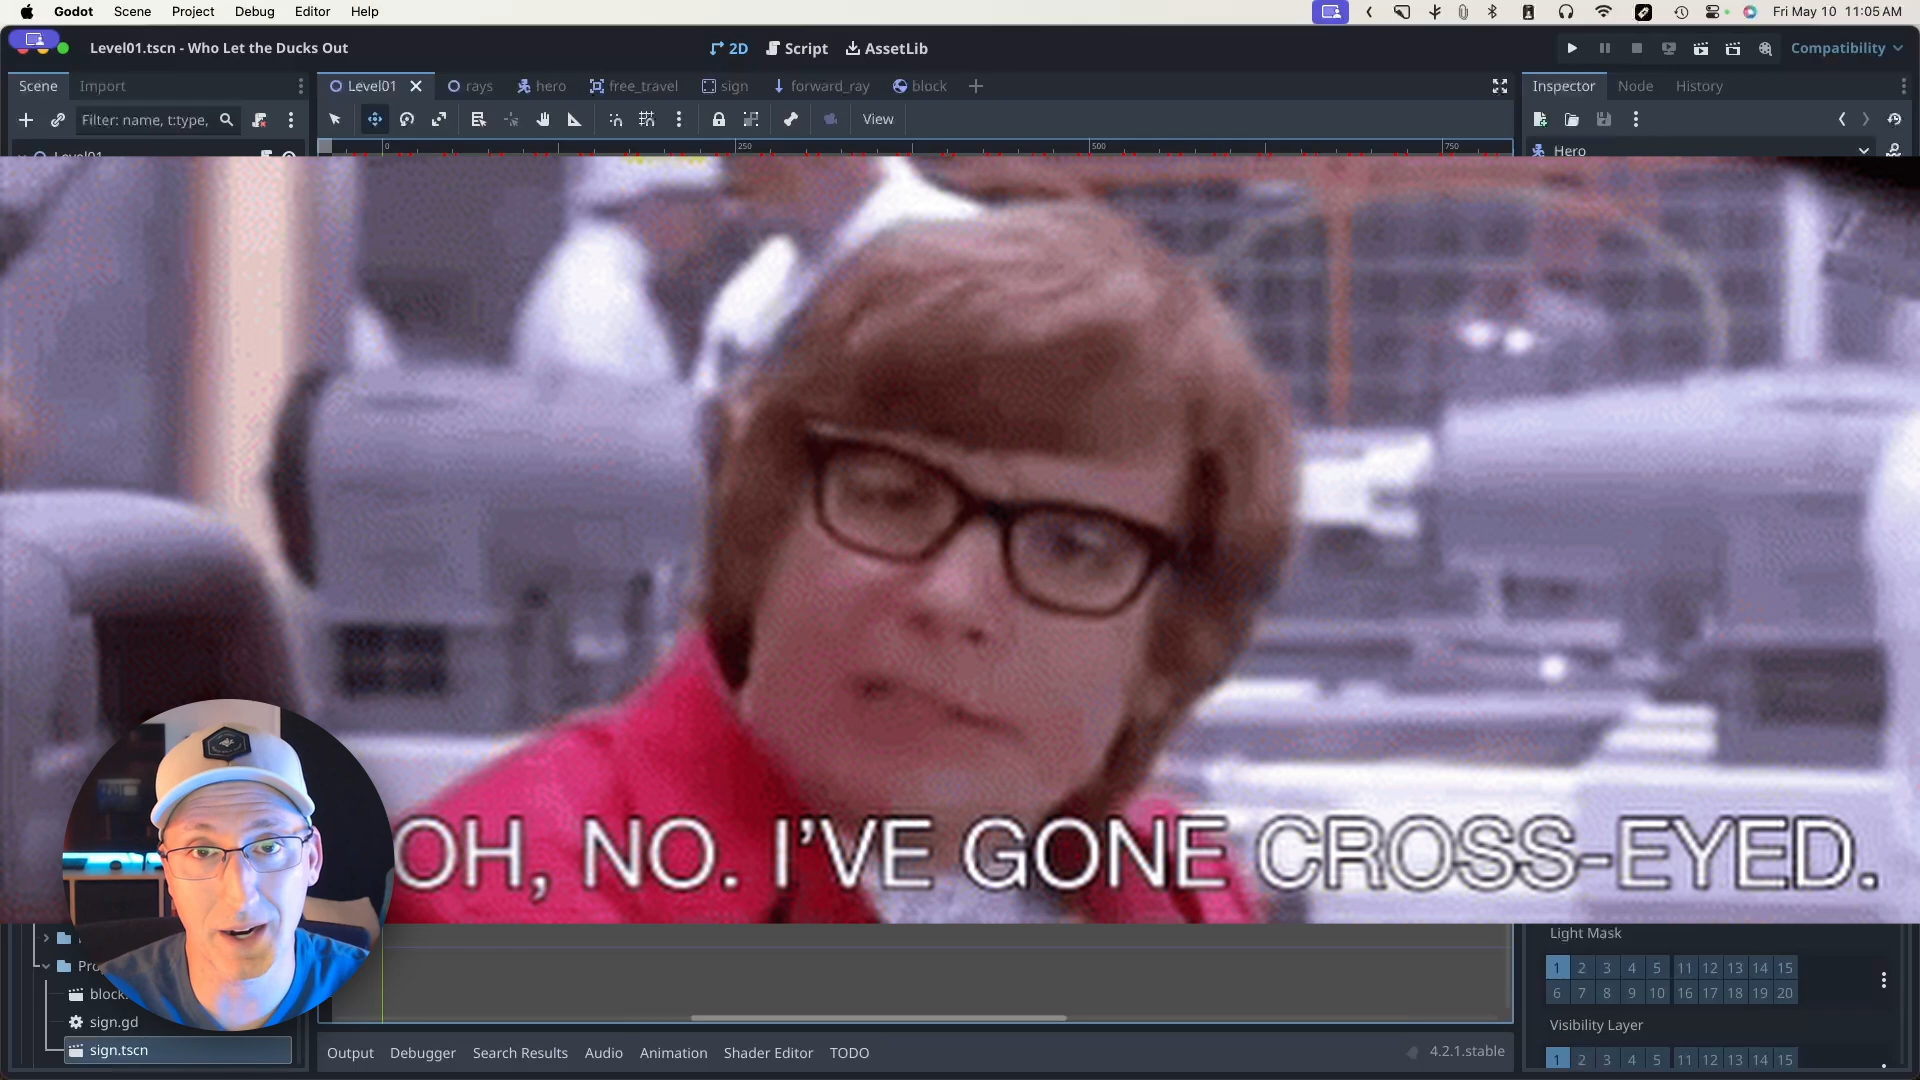 Godot Scene Project Debug Editor Help Fri May 10 11:05 AM
Level01.tscn - Who Let the Ducks Out 2D Script AssetLib Compatibility
Scene Import Level01 rays hero free_travel sign forward_ray block Inspector Node History
Filter: name, t:type, View
0 250 500 750
Level01 Hero
OH, NO. I'VE GONE CROSS-EYED.
Light Mask
1 2 3 4 5 11 12 13 14 15
6 7 8 9 10 16 17 18 19 20
block.
sign.gd
Visibility Layer
sign.tscn
1 2 3 4 5 11 12 13 14 15
Output Debugger Search Results Audio Animation Shader Editor TODO 4.2.1.stable